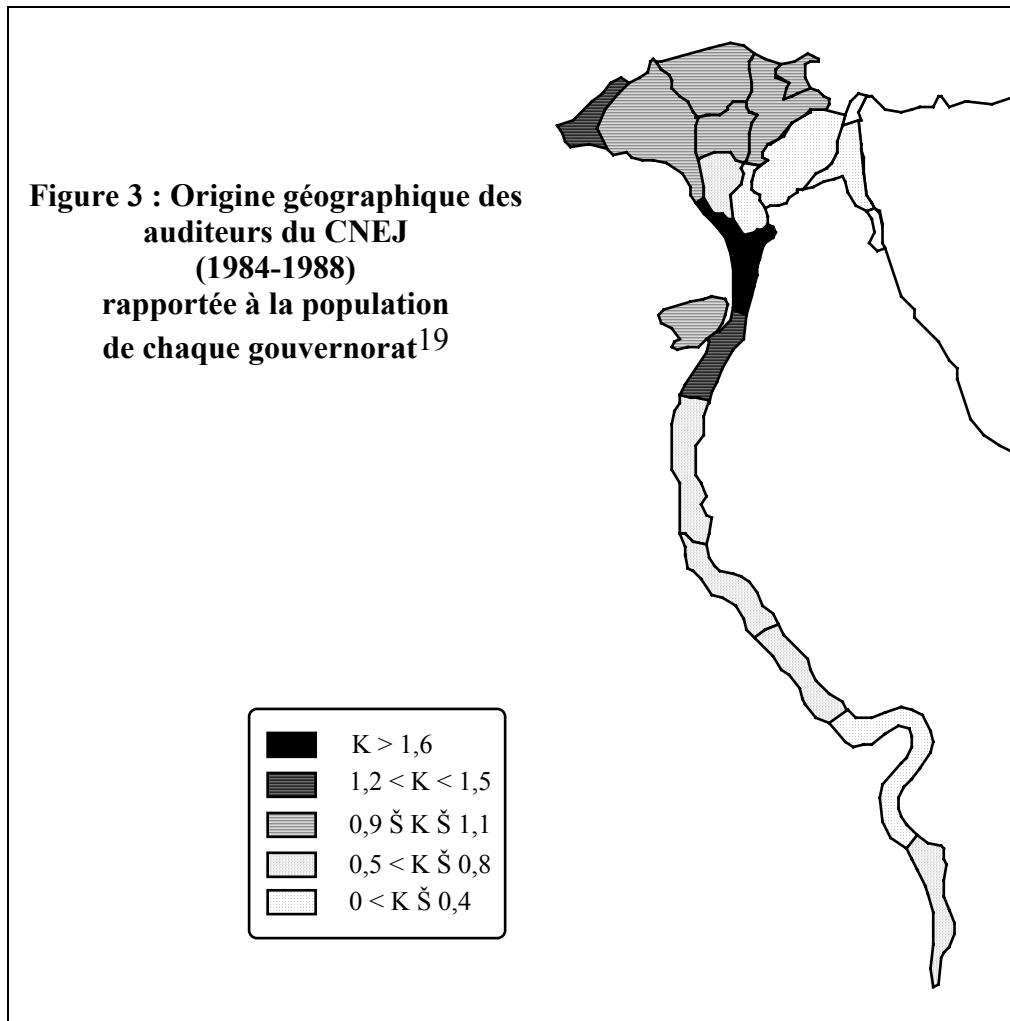 Figure 3 : Origine géographique des
auditeurs du CNEJ
(1984-1988)
rapportée à la population
de chaque gouvernorat19
K > 1,6
1,2 < K < 1,5
0,9 Š K Š 1,1
0,5 < K Š 0,8
0 < K Š 0,4